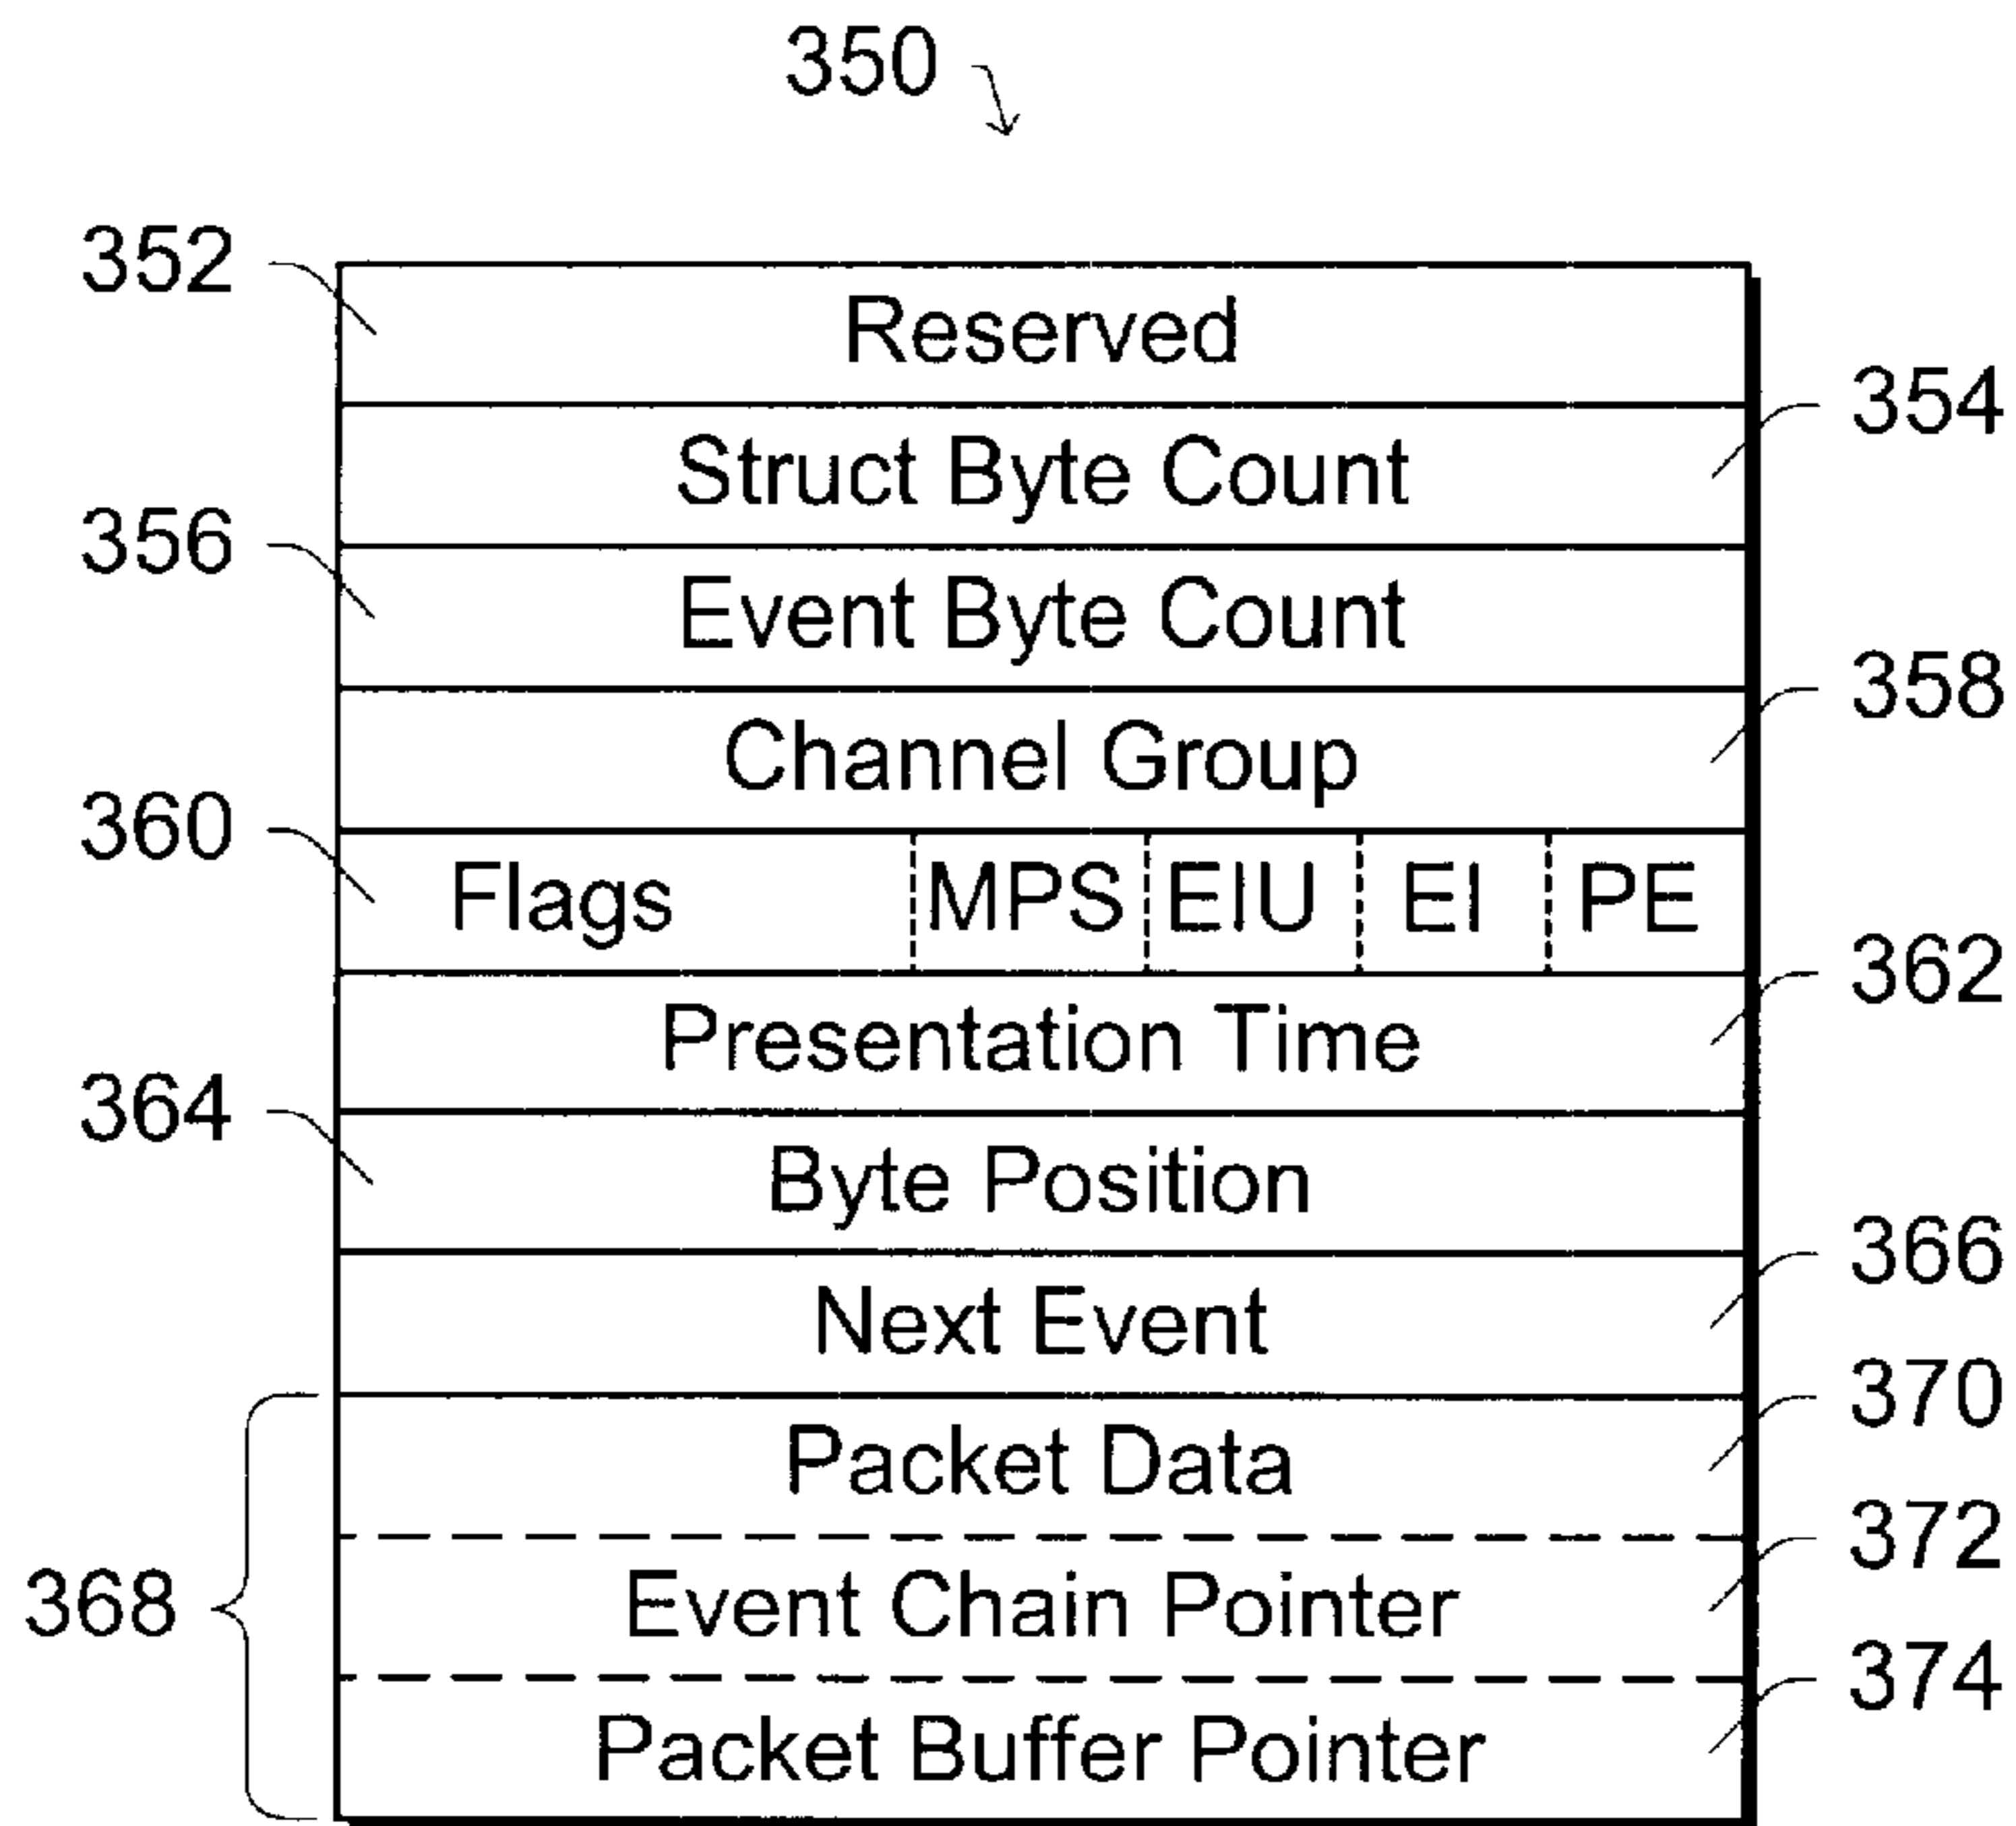 350
352
Reserved
354
Struct Byte Count
356
Event Byte Count
358
Channel Group
360
Flags MPS EIU EI PE
362
Presentation Time
364
Byte Position
366
Next Event
370
Packet Data
372
368
Event Chain Pointer
374
Packet Buffer Pointer